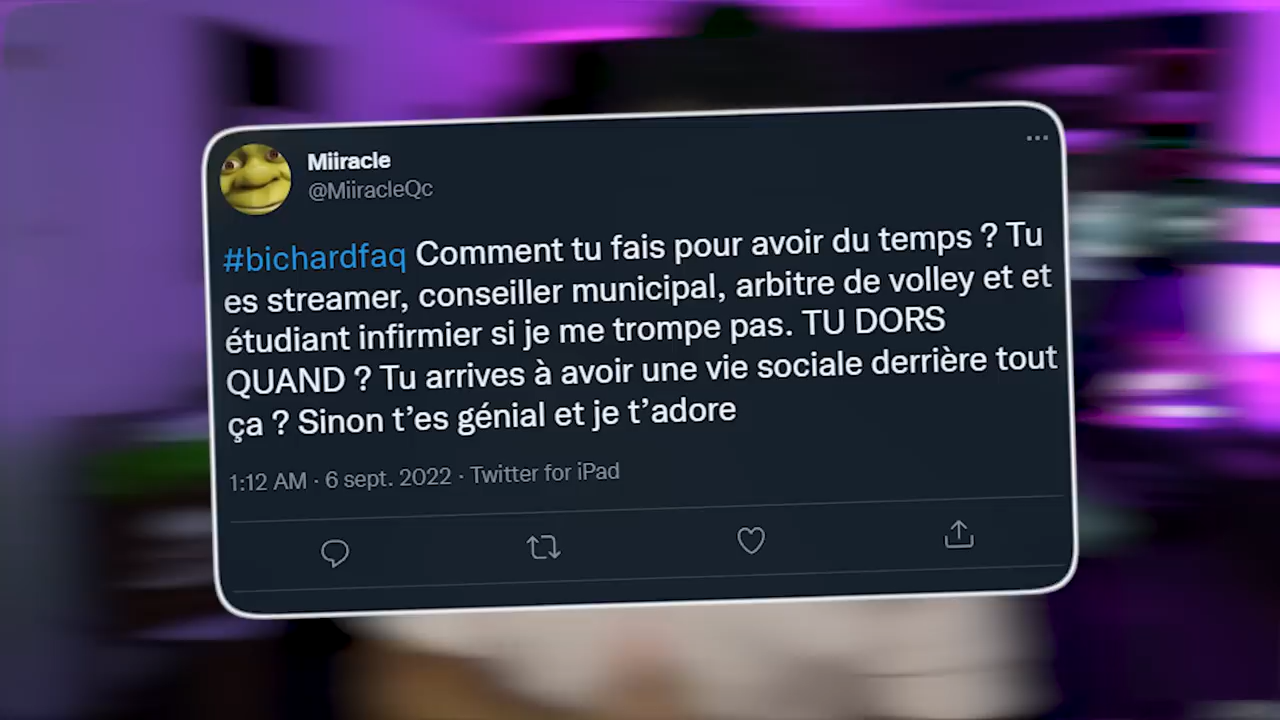 Miiracle
@MiiracleQc
#bichardfaq Comment tu fais pour avoir du temps ? Tu
es streamer, conseiller municipal, arbitre de volley et et
étudiant infirmier si je me trompe pas. TU DORS
QUAND ? Tu arrives à avoir une vie sociale derrière tout
ça ? Sinon t’es génial et je t’adore
1:12 AM · 6 sept. 2022 · Twitter for iPad